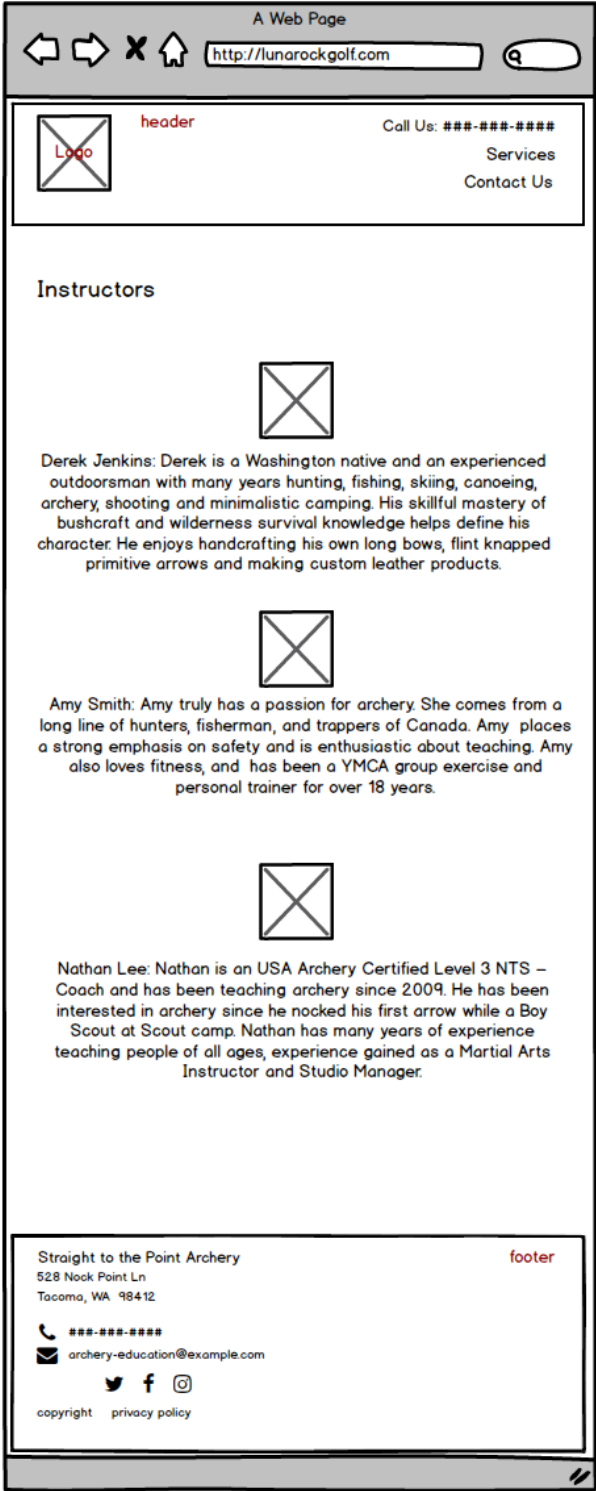 A Web Page
http://lunarockgolf.com
header
Logo
Call Us: ###-###-####
Services
Contact Us
Instructors
Derek Jenkins: Derek is a Washington native and an experienced
outdoorsman with many years hunting, fishing, skiing, canoeing,
archery, shooting and minimalistic camping. His skillful mastery of
bushcraft and wilderness survival knowledge helps define his
character. He enjoys handcrafting his own long bows, flint knapped
primitive arrows and making custom leather products.
Amy Smith: Amy truly has a passion for archery. She comes from a
long line of hunters, fisherman, and trappers of Canada. Amy  places
a strong emphasis on safety and is enthusiastic about teaching. Amy
also loves fitness, and  has been a YMCA group exercise and
personal trainer for over 18 years.
Nathan Lee: Nathan is an USA Archery Certified Level 3 NTS –
Coach and has been teaching archery since 2009. He has been
interested in archery since he nocked his first arrow while a Boy
Scout at Scout camp. Nathan has many years of experience
teaching people of all ages, experience gained as a Martial Arts
Instructor and Studio Manager.
Straight to the Point Archery
footer
528 Nock Point Ln
Tacoma, WA  98412
###-###-####
archery-education@example.com
copyright privacy policy